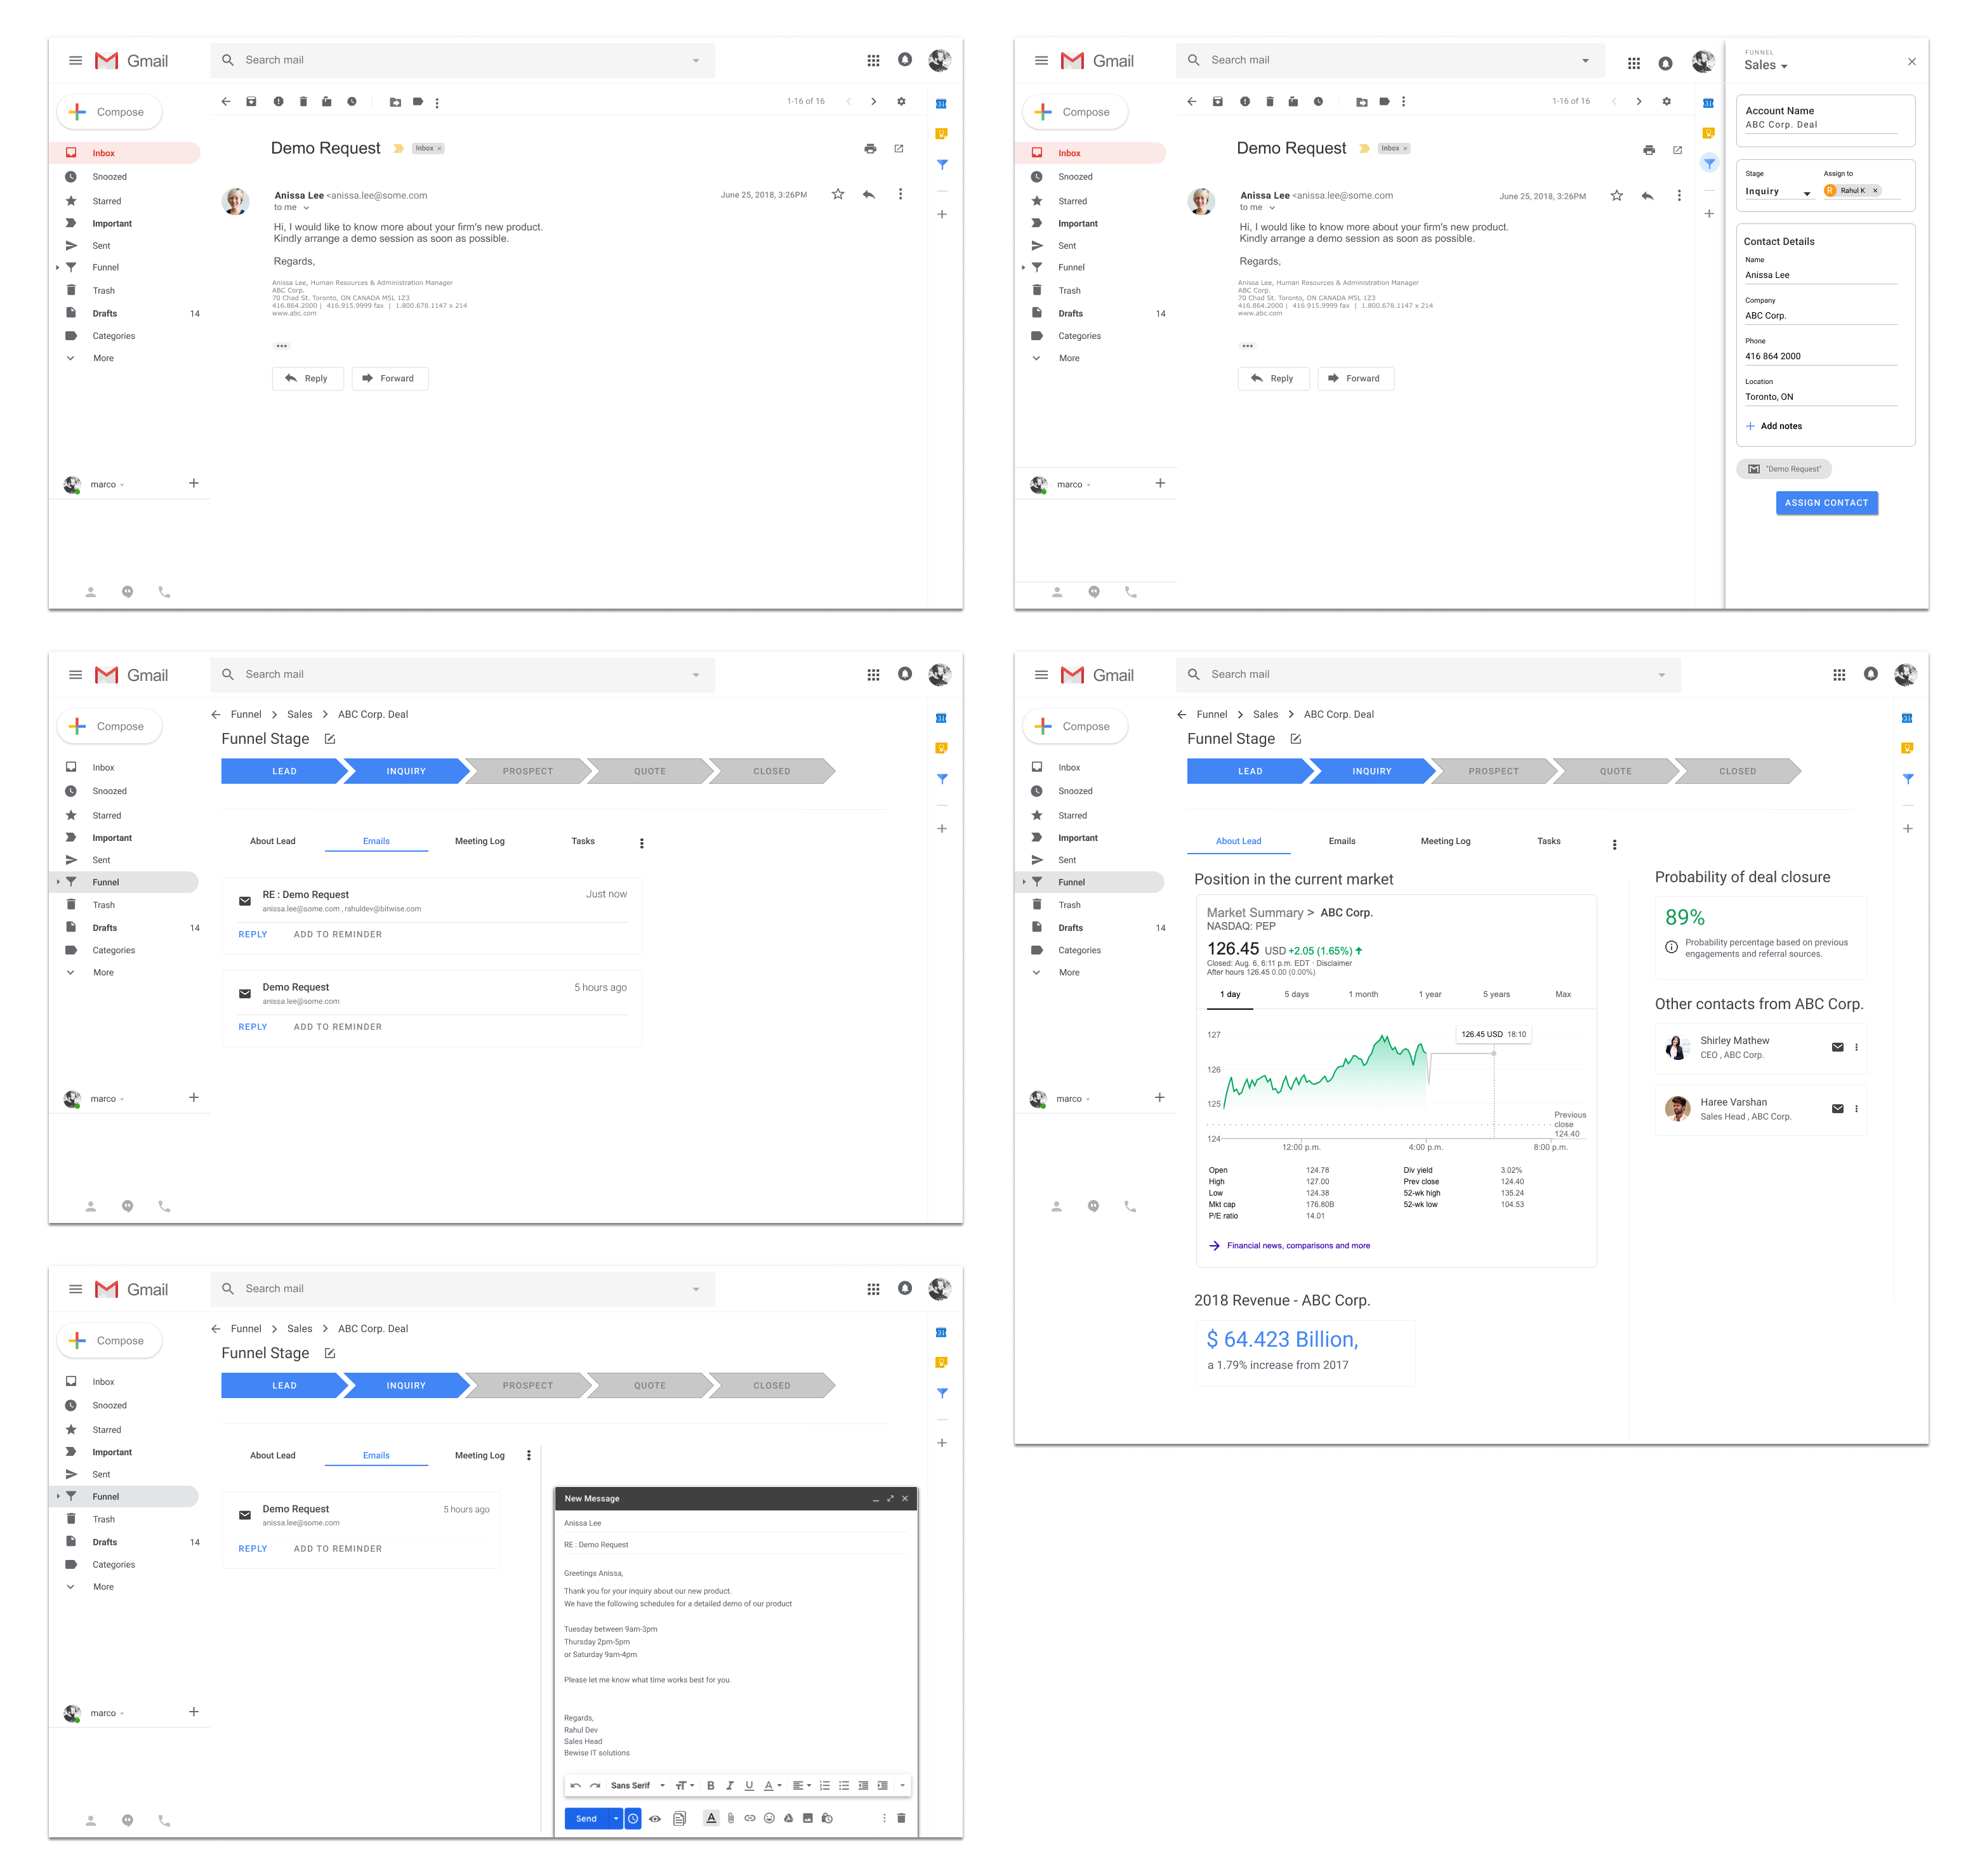 Gmail
Search mail
Compose
1-16 of 16
Inbox
Snoozed
Starred
Important
Sent
Funnel
Trash
Drafts 14
Categories
More
marco
Demo Request Inbox ×
Anissa Lee <anissa.lee@some.com> June 25, 2018, 3:26PM
to me
Hi, I would like to know more about your firm's new product.
Kindly arrange a demo session as soon as possible.
Regards,
Anissa Lee, Human Resources & Administration Manager
ABC Corp.
70 Chad St. Toronto, ON CANADA M5L 1Z3
416.864.2000 | 416.915.9999 fax | 1.800.678.1147 x 214
www.abc.com
Reply Forward
31
Gmail
Search mail
Compose
1-16 of 16
Inbox
Snoozed
Starred
Important
Sent
Funnel
Trash
Drafts 14
Categories
More
marco
Demo Request Inbox ×
Anissa Lee <anissa.lee@some.com> June 25, 2018, 3:26PM
to me
Hi, I would like to know more about your firm's new product.
Kindly arrange a demo session as soon as possible.
Regards,
Anissa Lee, Human Resources & Administration Manager
ABC Corp.
70 Chad St. Toronto, ON CANADA M5L 1Z3
416.864.2000 | 416.915.9999 fax | 1.800.678.1147 x 214
www.abc.com
Reply Forward
31
FUNNEL
Sales
Account Name
ABC Corp. Deal
Stage Assign to
Inquiry R Rahul K ×
Contact Details
Name
Anissa Lee
Company
ABC Corp.
Phone
416 864 2000
Location
Toronto, ON
Add notes
"Demo Request"
ASSIGN CONTACT
Gmail
Search mail
Compose
Inbox
Snoozed
Starred
Important
Sent
Funnel
Trash
Drafts 14
Categories
More
marco
Funnel > Sales > ABC Corp. Deal
Funnel Stage
LEAD INQUIRY PROSPECT QUOTE CLOSED
About Lead Emails Meeting Log Tasks
RE : Demo Request Just now
anissa.lee@some.com , rahuldev@bitwise.com
REPLY ADD TO REMINDER
Demo Request 5 hours ago
anissa.lee@some.com
REPLY ADD TO REMINDER
31
Gmail
Search mail
Compose
Inbox
Snoozed
Starred
Important
Sent
Funnel
Trash
Drafts 14
Categories
More
marco
Funnel > Sales > ABC Corp. Deal
Funnel Stage
LEAD INQUIRY PROSPECT QUOTE CLOSED
About Lead Emails Meeting Log Tasks
Position in the current market
Market Summary > ABC Corp.
NASDAQ: PEP
126.45 USD +2.05 (1.65%)
Closed: Aug. 6, 6:11 p.m. EDT · Disclaimer
After hours 126.45 0.00 (0.00%)
1 day 5 days 1 month 1 year 5 years Max
126.45 USD 18:10
127
126
125
124
Previous
close
124.40
12:00 p.m. 4:00 p.m. 8:00 p.m.
Open 124.78 Div yield 3.02%
High 127.00 Prev close 124.40
Low 124.38 52-wk high 135.24
Mkt cap 176.80B 52-wk low 104.53
P/E ratio 14.01
Financial news, comparisons and more
2018 Revenue - ABC Corp.
$ 64.423 Billion,
a 1.79% increase from 2017
Probability of deal closure
89%
Probability percentage based on previous
engagements and referral sources.
Other contacts from ABC Corp.
Shirley Mathew
CEO , ABC Corp.
Haree Varshan
Sales Head , ABC Corp.
31
Gmail
Search mail
Compose
Inbox
Snoozed
Starred
Important
Sent
Funnel
Trash
Drafts 14
Categories
More
marco
Funnel > Sales > ABC Corp. Deal
Funnel Stage
LEAD INQUIRY PROSPECT QUOTE CLOSED
About Lead Emails Meeting Log
Demo Request 5 hours ago
anissa.lee@some.com
REPLY ADD TO REMINDER
New Message
Anissa Lee
RE : Demo Request
Greetings Anissa,
Thank you for your inquiry about our new product.
We have the following schedules for a detailed demo of our product
Tuesday between 9am-3pm
Thursday 2pm-5pm
or Saturday 9am-4pm
Please let me know what time works best for you.
Regards,
Rahul Dev
Sales Head
Bewise IT solutions
Sans Serif
Send
31